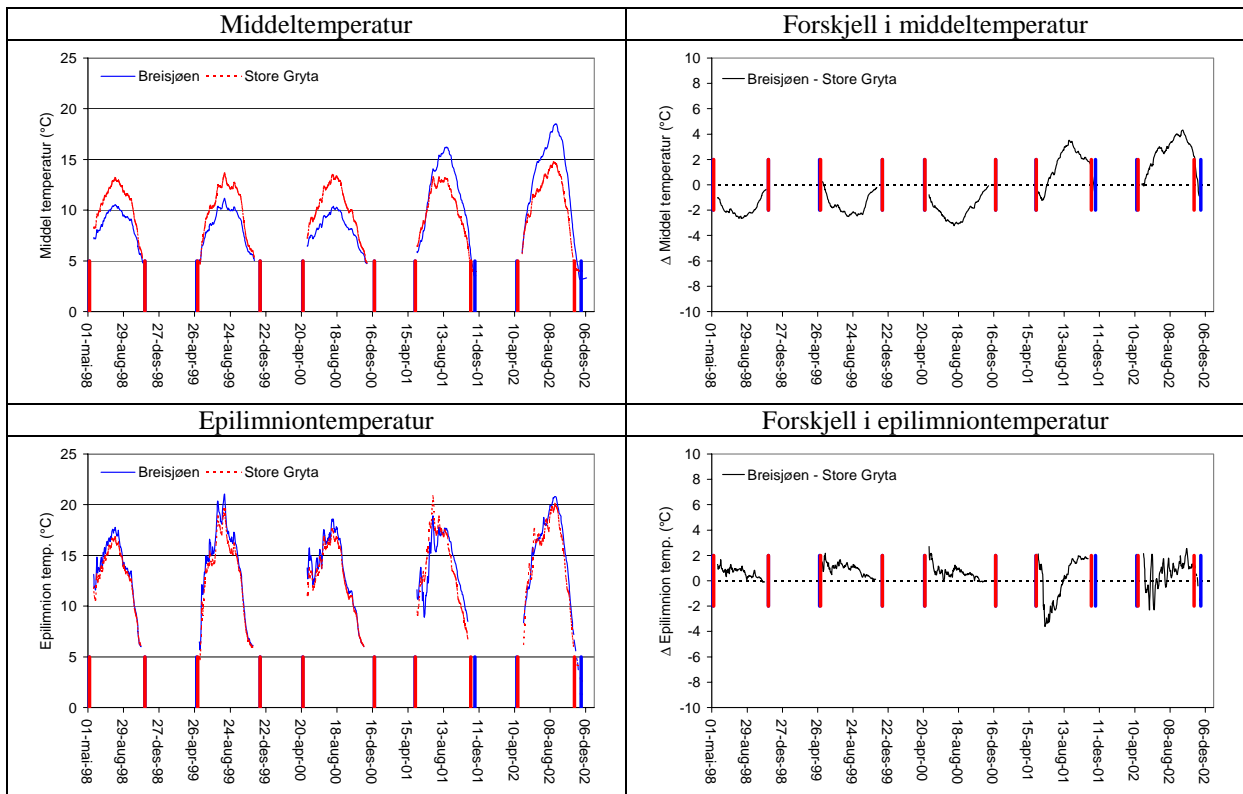 Middeltemperatur
25
20
15
10
5
0
Middel temperatur (°C)
Breisjøen
Store Gryta
01-mai-98
29-aug-98
27-des-98
26-apr-99
24-aug-99
22-des-99
20-apr-00
18-aug-00
16-des-00
15-apr-01
13-aug-01
11-des-01
10-apr-02
08-aug-02
06-des-02
Forskjell i middeltemperatur
10
8
6
4
2
0
-2
-4
-6
-8
-10
Δ Middel temperatur (°C)
Breisjøen - Store Gryta
01-mai-98
29-aug-98
27-des-98
26-apr-99
24-aug-99
22-des-99
20-apr-00
18-aug-00
16-des-00
15-apr-01
13-aug-01
11-des-01
10-apr-02
08-aug-02
06-des-02
Epilimniontemperatur
25
20
15
10
5
0
Epilimnion temp. (°C)
Breisjøen
Store Gryta
01-mai-98
29-aug-98
27-des-98
26-apr-99
24-aug-99
22-des-99
20-apr-00
18-aug-00
16-des-00
15-apr-01
13-aug-01
11-des-01
10-apr-02
08-aug-02
06-des-02
Forskjell i epilimniontemperatur
10
8
6
4
2
0
-2
-4
-6
-8
-10
Δ Epilimnion temp. (°C)
Breisjøen - Store Gryta
01-mai-98
29-aug-98
27-des-98
26-apr-99
24-aug-99
22-des-99
20-apr-00
18-aug-00
16-des-00
15-apr-01
13-aug-01
11-des-01
10-apr-02
08-aug-02
06-des-02